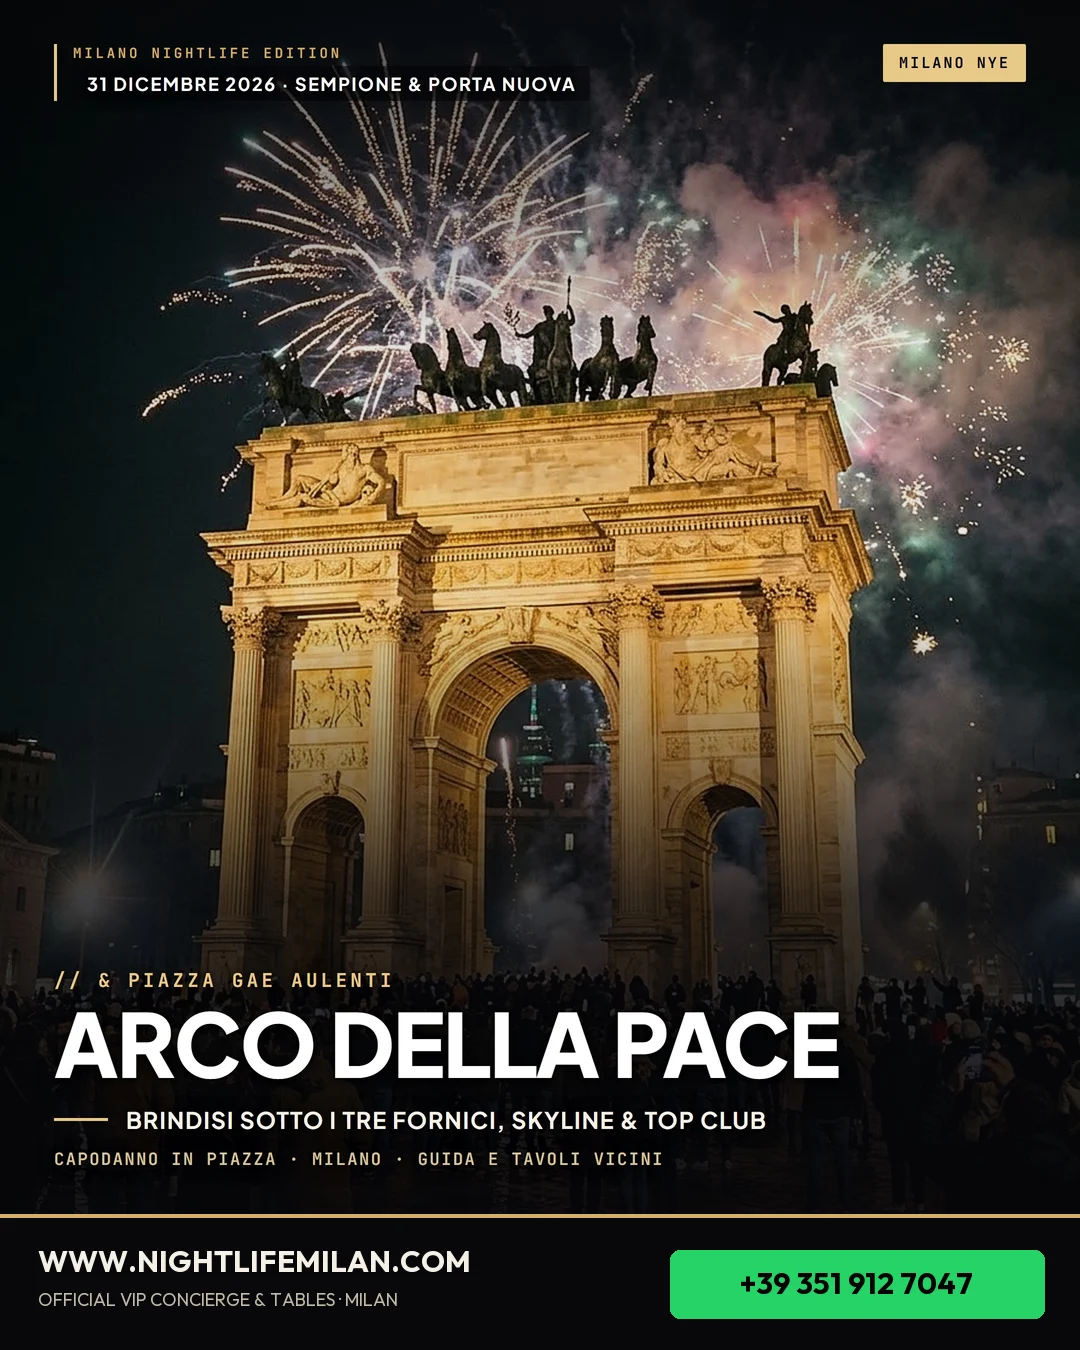 MILANO NIGHTLIFE EDITION
31 DICEMBRE 2026 · SEMPIONE & PORTA NUOVA
MILANO NYE
// & PIAZZA GAE AULENTI
ARCO DELLA PACE
BRINDISI SOTTO I TRE FORNICI, SKYLINE & TOP CLUB
CAPODANNO IN PIAZZA · MILANO · GUIDA E TAVOLI VICINI
WWW.NIGHTLIFEMILAN.COM
OFFICIAL VIP CONCIERGE & TABLES · MILAN
+39 351 912 7047